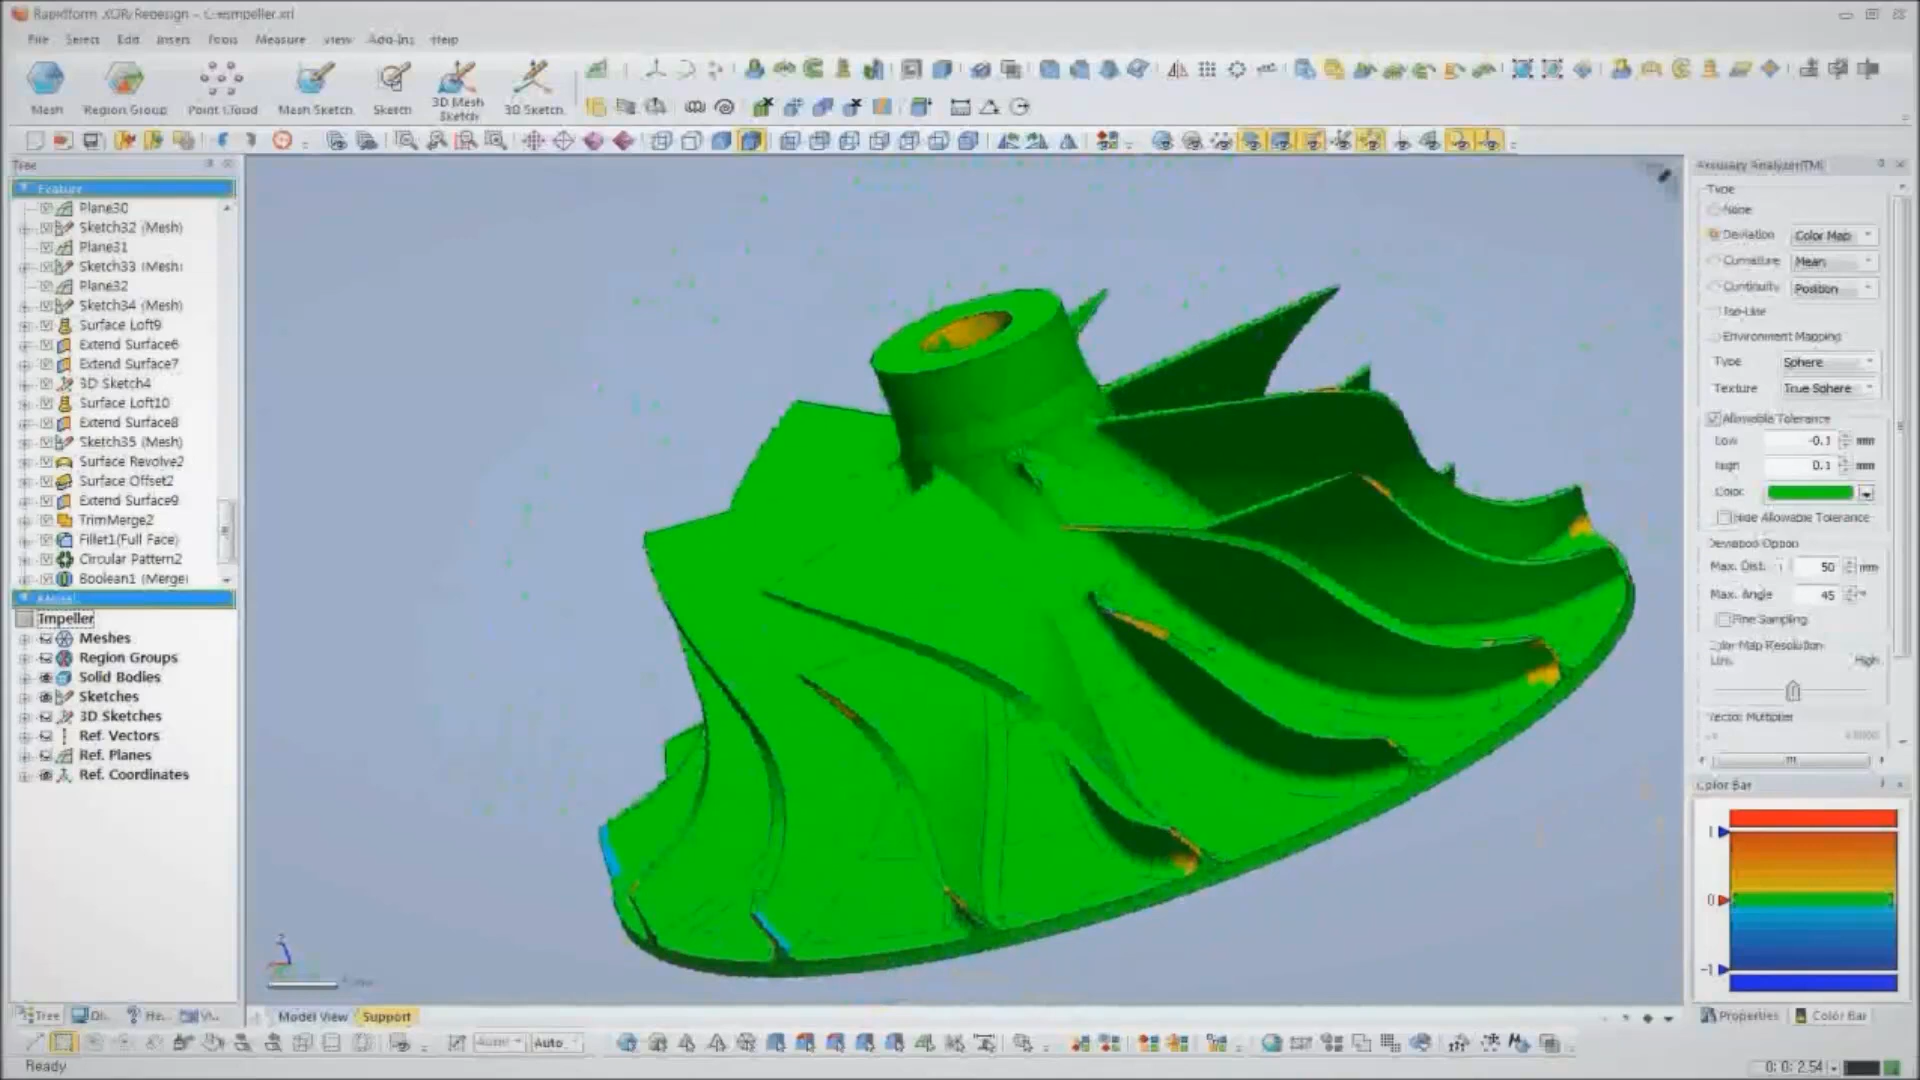 Rapidform XOR/Redesign - C:\impeller.xrl
File Select Edit Insert Tools Measure View Add-Ins Help
Mesh Region Group Point Cloud Mesh Sketch Sketch 3D Mesh Sketch 3D Sketch
Tree
Feature
Plane30
Sketch32 (Mesh)
Plane31
Sketch33 (Mesh)
Plane32
Sketch34 (Mesh)
Surface Loft9
Extend Surface6
Extend Surface7
3D Sketch4
Surface Loft10
Extend Surface8
Sketch35 (Mesh)
Surface Revolve2
Surface Offset2
Extend Surface9
TrimMerge2
Fillet1(Full Face)
Circular Pattern2
Boolean1 (Merge)
Model
Impeller
Meshes
Region Groups
Solid Bodies
Sketches
3D Sketches
Ref. Vectors
Ref. Planes
Ref. Coordinates
Tree
Model View Support
Accuracy Analyzer(TM)
Type
None
Deviation Color Map
Curvature Mean
Continuity Position
Iso-Line
Environment Mapping
Type Sphere
Texture True Sphere
Allowable Tolerance
Low -0.1 mm
High 0.1 mm
Color
Hide Allowable Tolerance
Deviation Option
Max. Dist. 50 mm
Max. Angle 45
Fine Sampling
Color Map Resolution
Low High
Vector Multiplier
Color Bar
1
0
-1
Properties Color Bar
Auto Auto
Ready
0: 0: 2.54